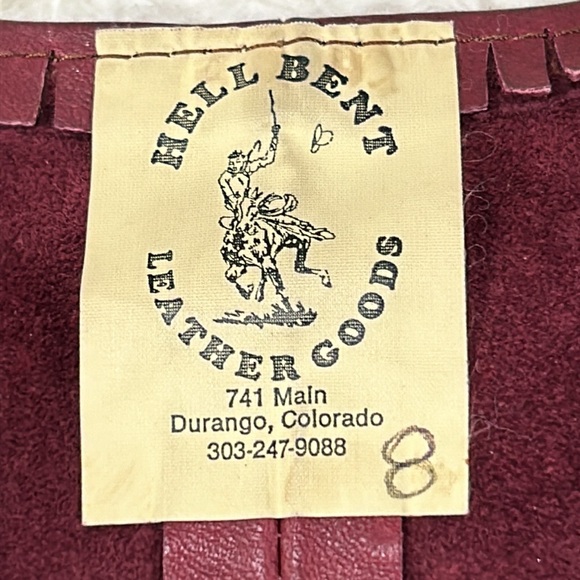 HELL BENT
LEATHER GOODS
741 Main
Durango, Colorado
303-247-9088
8